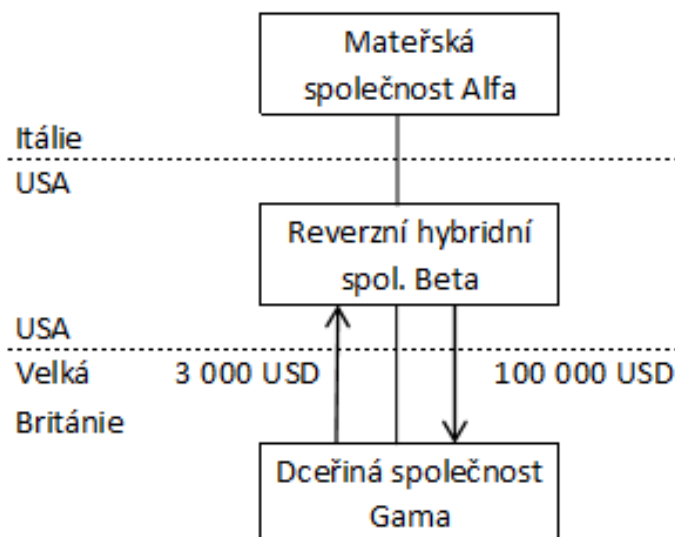 Mateřská
společnost Alfa
Itálie
USA
Reverzní hybridní
spol. Beta
USA
Velká 3 000 USD 100 000 USD
Británie
Dceřiná společnost
Gama